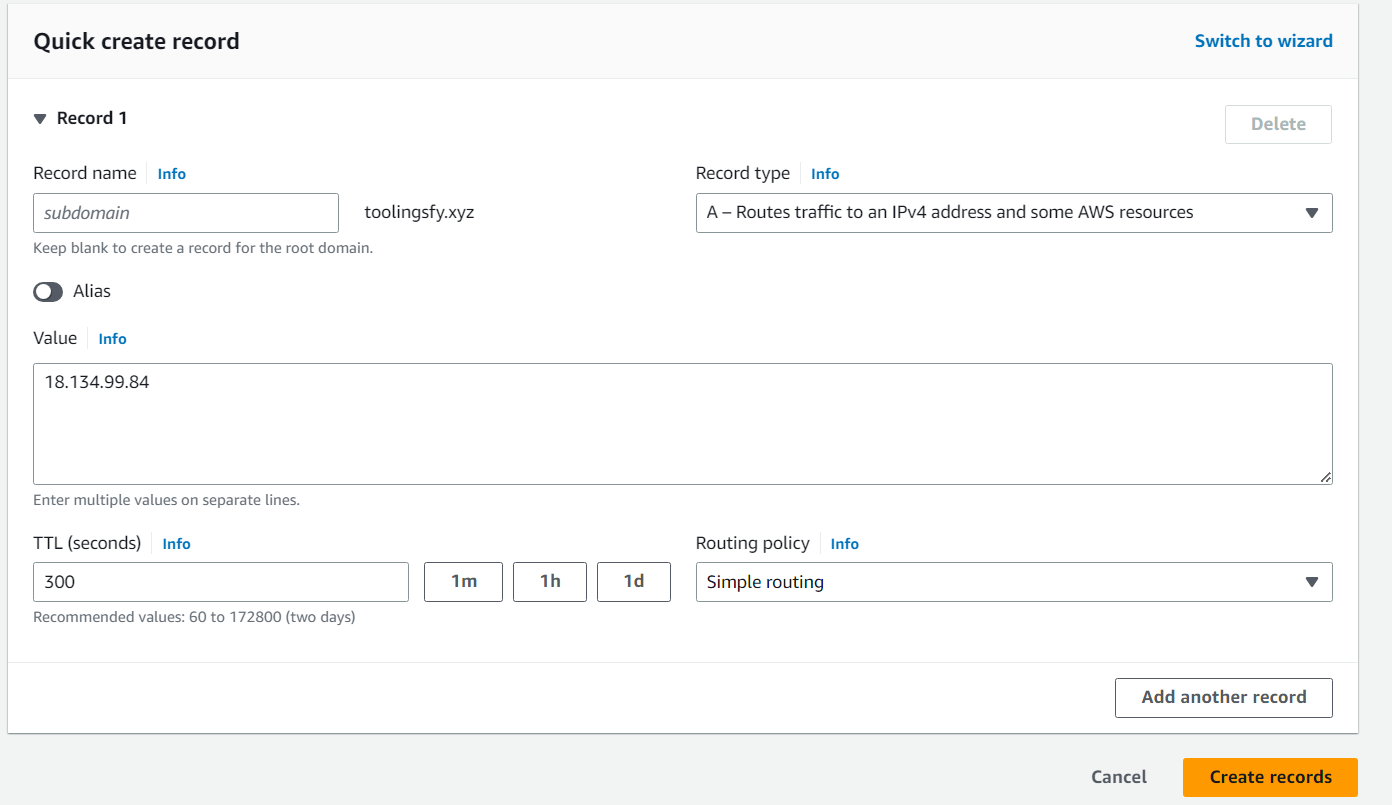 Quick create record
Switch to wizard
Record 1
Delete
Record name Info
Record type Info
subdomain
toolingsfy.xyz
A – Routes traffic to an IPv4 address and some AWS resources
Keep blank to create a record for the root domain.
Alias
Value Info
18.134.99.84
Enter multiple values on separate lines.
TTL (seconds) Info
Routing policy Info
300
1m
1h
1d
Simple routing
Recommended values: 60 to 172800 (two days)
Add another record
Cancel
Create records